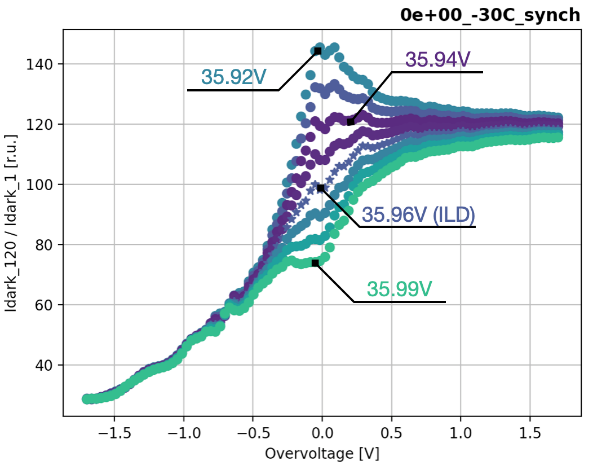 0e+00_-30C_synch
140
120
100
80
60
40
Idark_120 / Idark_1 [r.u.]
35.92V
35.94V
35.96V (ILD)
35.99V
−1.5
−1.0
−0.5
0.0
0.5
1.0
1.5
Overvoltage [V]